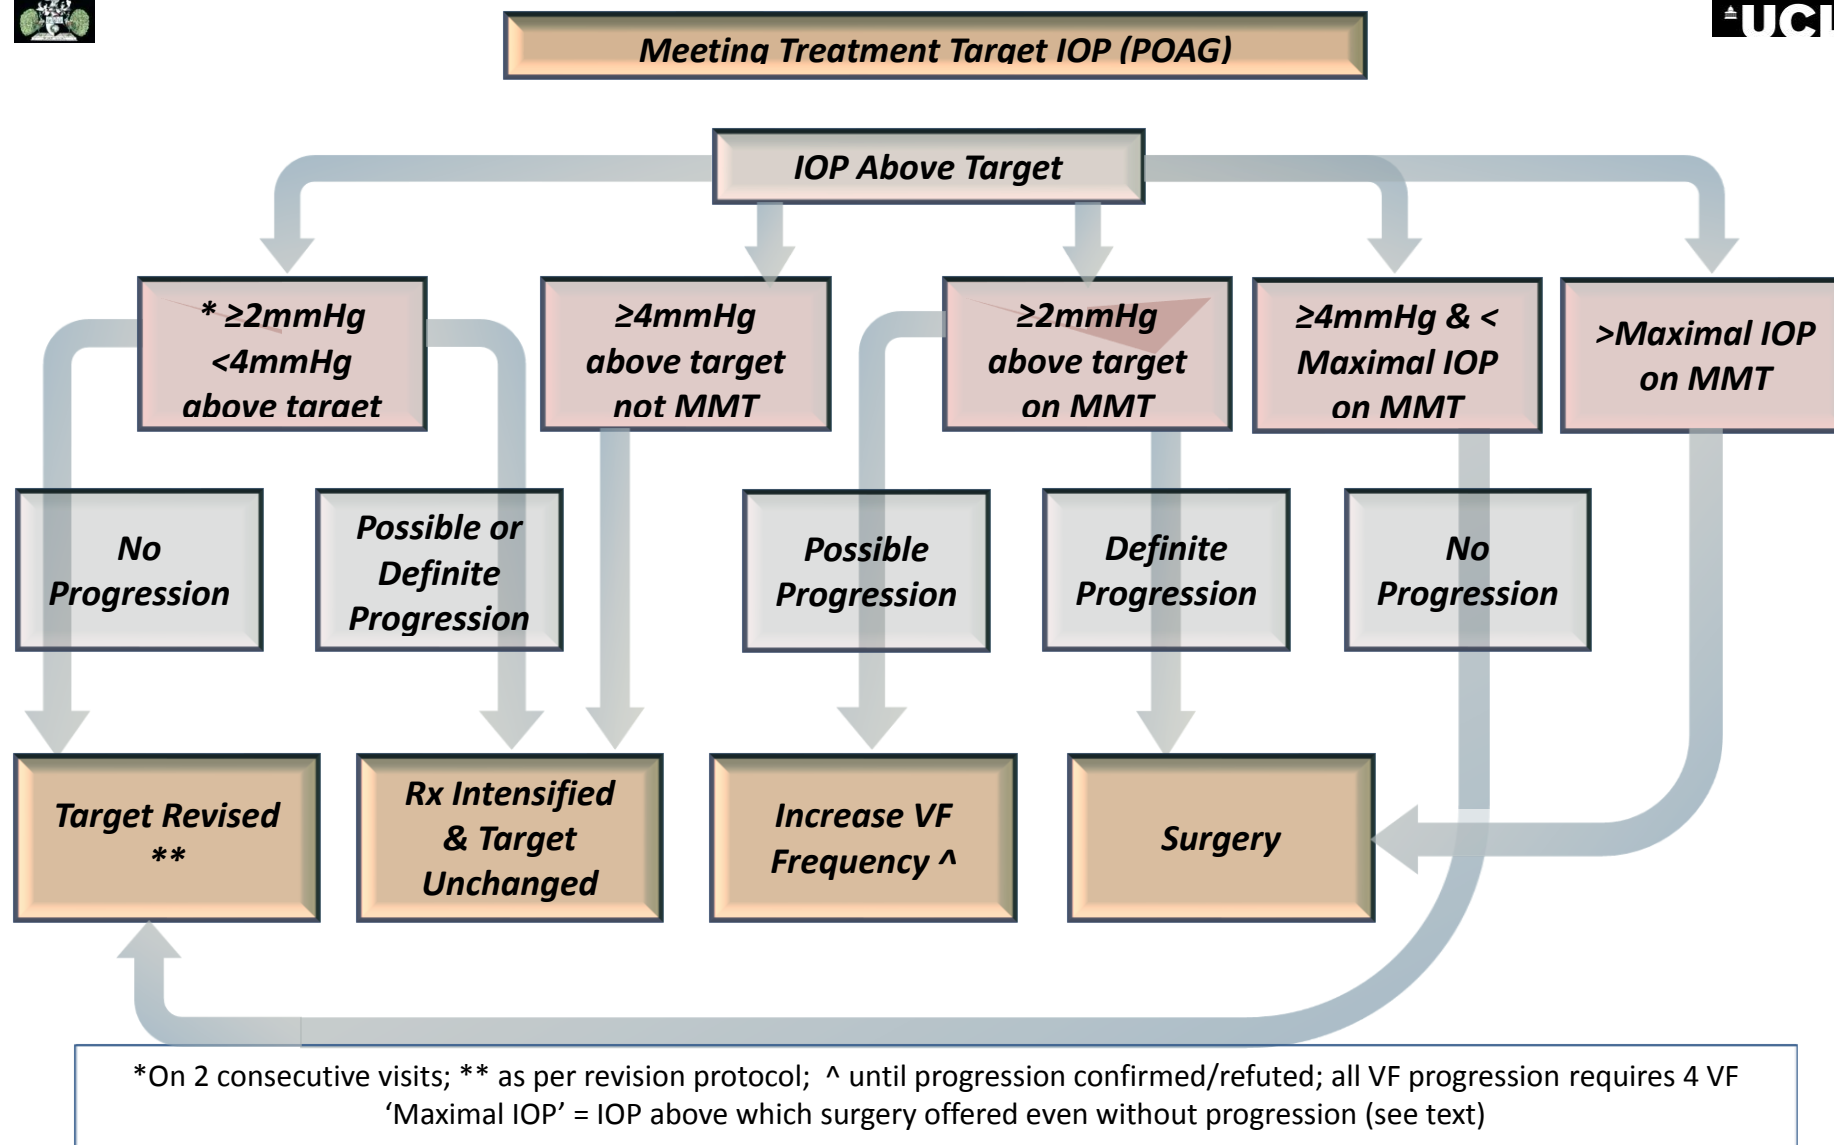 UCL
Meeting Treatment Target IOP (POAG)
IOP Above Target
* ≥2mmHg
<4mmHg
above target
≥4mmHg
above target
not MMT
≥2mmHg
above target
on MMT
≥4mmHg & <
Maximal IOP
on MMT
>Maximal IOP
on MMT
No
Progression
Possible or
Definite
Progression
Possible
Progression
Definite
Progression
No
Progression
Target Revised
**
Rx Intensified
& Target
Unchanged
Increase VF
Frequency ^
Surgery
*On 2 consecutive visits; ** as per revision protocol; ^ until progression confirmed/refuted; all VF progression requires 4 VF
‘Maximal IOP’ = IOP above which surgery offered even without progression (see text)